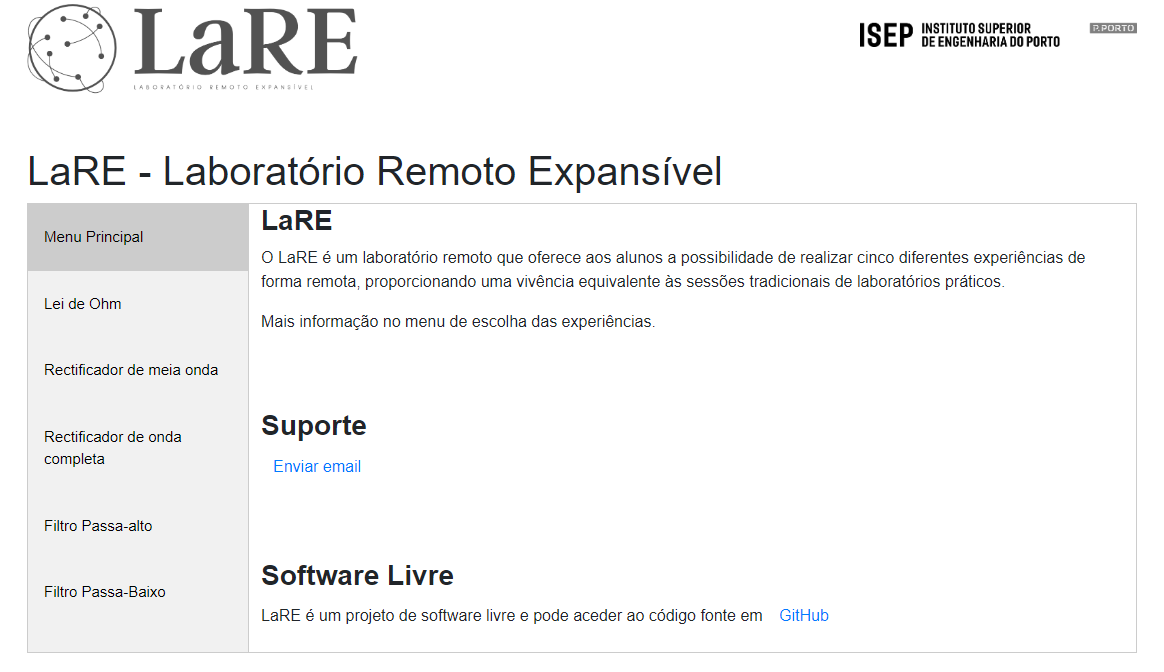 LaRE
LABORATÓRIO REMOTO EXPANSÍVEL
ISEP INSTITUTO SUPERIOR
DE ENGENHARIA DO PORTO
P.PORTO
LaRE - Laboratório Remoto Expansível
Menu Principal
Lei de Ohm
Rectificador de meia onda
Rectificador de onda
completa
Filtro Passa-alto
Filtro Passa-Baixo
LaRE
O LaRE é um laboratório remoto que oferece aos alunos a possibilidade de realizar cinco diferentes experiências de
forma remota, proporcionando uma vivência equivalente às sessões tradicionais de laboratórios práticos.
Mais informação no menu de escolha das experiências.
Suporte
Enviar email
Software Livre
LaRE é um projeto de software livre e pode aceder ao código fonte em GitHub